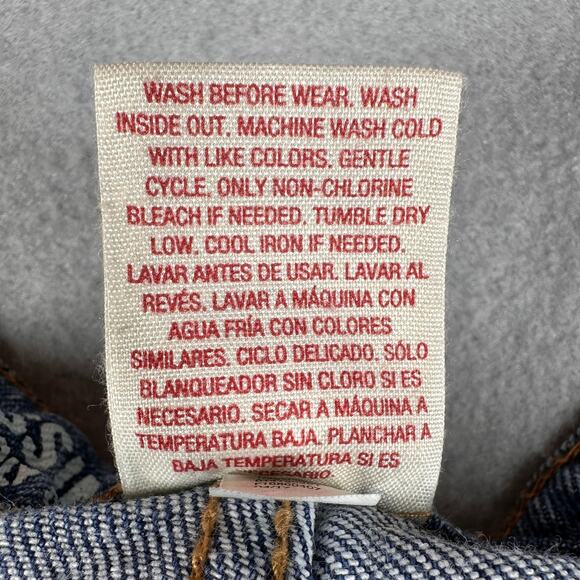 WASH BEFORE WEAR. WASH
INSIDE OUT. MACHINE WASH COLD
WITH LIKE COLORS. GENTLE
CYCLE. ONLY NON-CHLORINE
BLEACH IF NEEDED. TUMBLE DRY
LOW. COOL IRON IF NEEDED.
LAVAR ANTES DE USAR. LAVAR AL
REVÉS. LAVAR A MÁQUINA CON
AGUA FRÍA CON COLORES
SIMILARES. CICLO DELICADO. SÓLO
BLANQUEADOR SIN CLORO SI ES
NECESARIO. SECAR A MÁQUINA A
TEMPERATURA BAJA. PLANCHAR A
BAJA TEMPERATURA SI ES
NECESARIO.